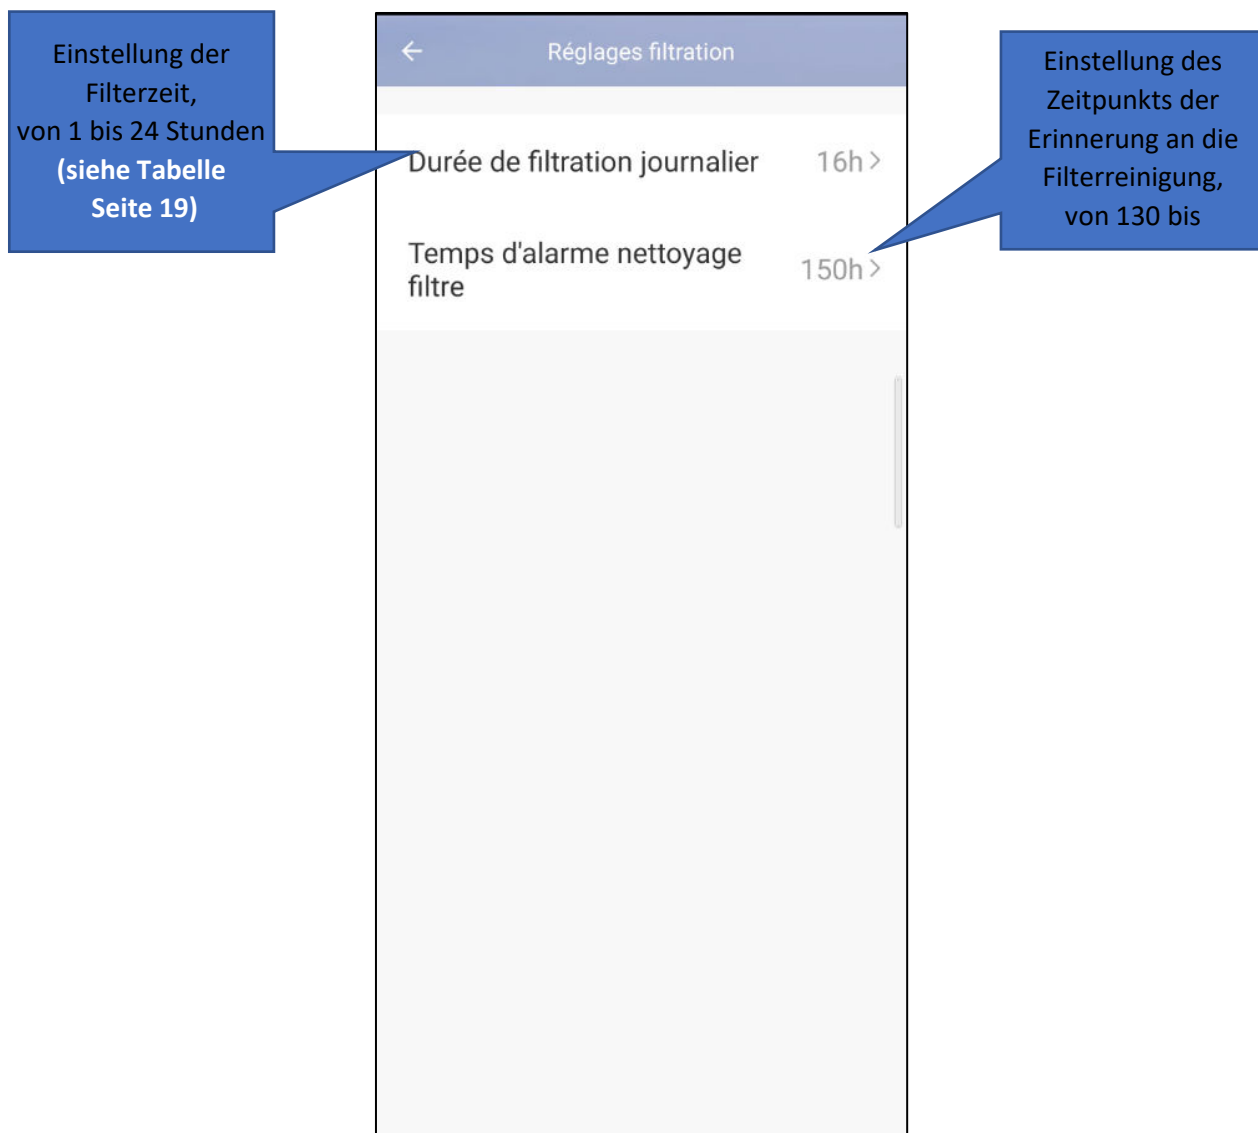 Einstellung der
Filterzeit,
von 1 bis 24 Stunden
(siehe Tabelle
Seite 19)
Réglages filtration
Durée de filtration journalier 16h
Temps d'alarme nettoyage
filtre
150h
Einstellung des
Zeitpunkts der
Erinnerung an die
Filterreinigung,
von 130 bis